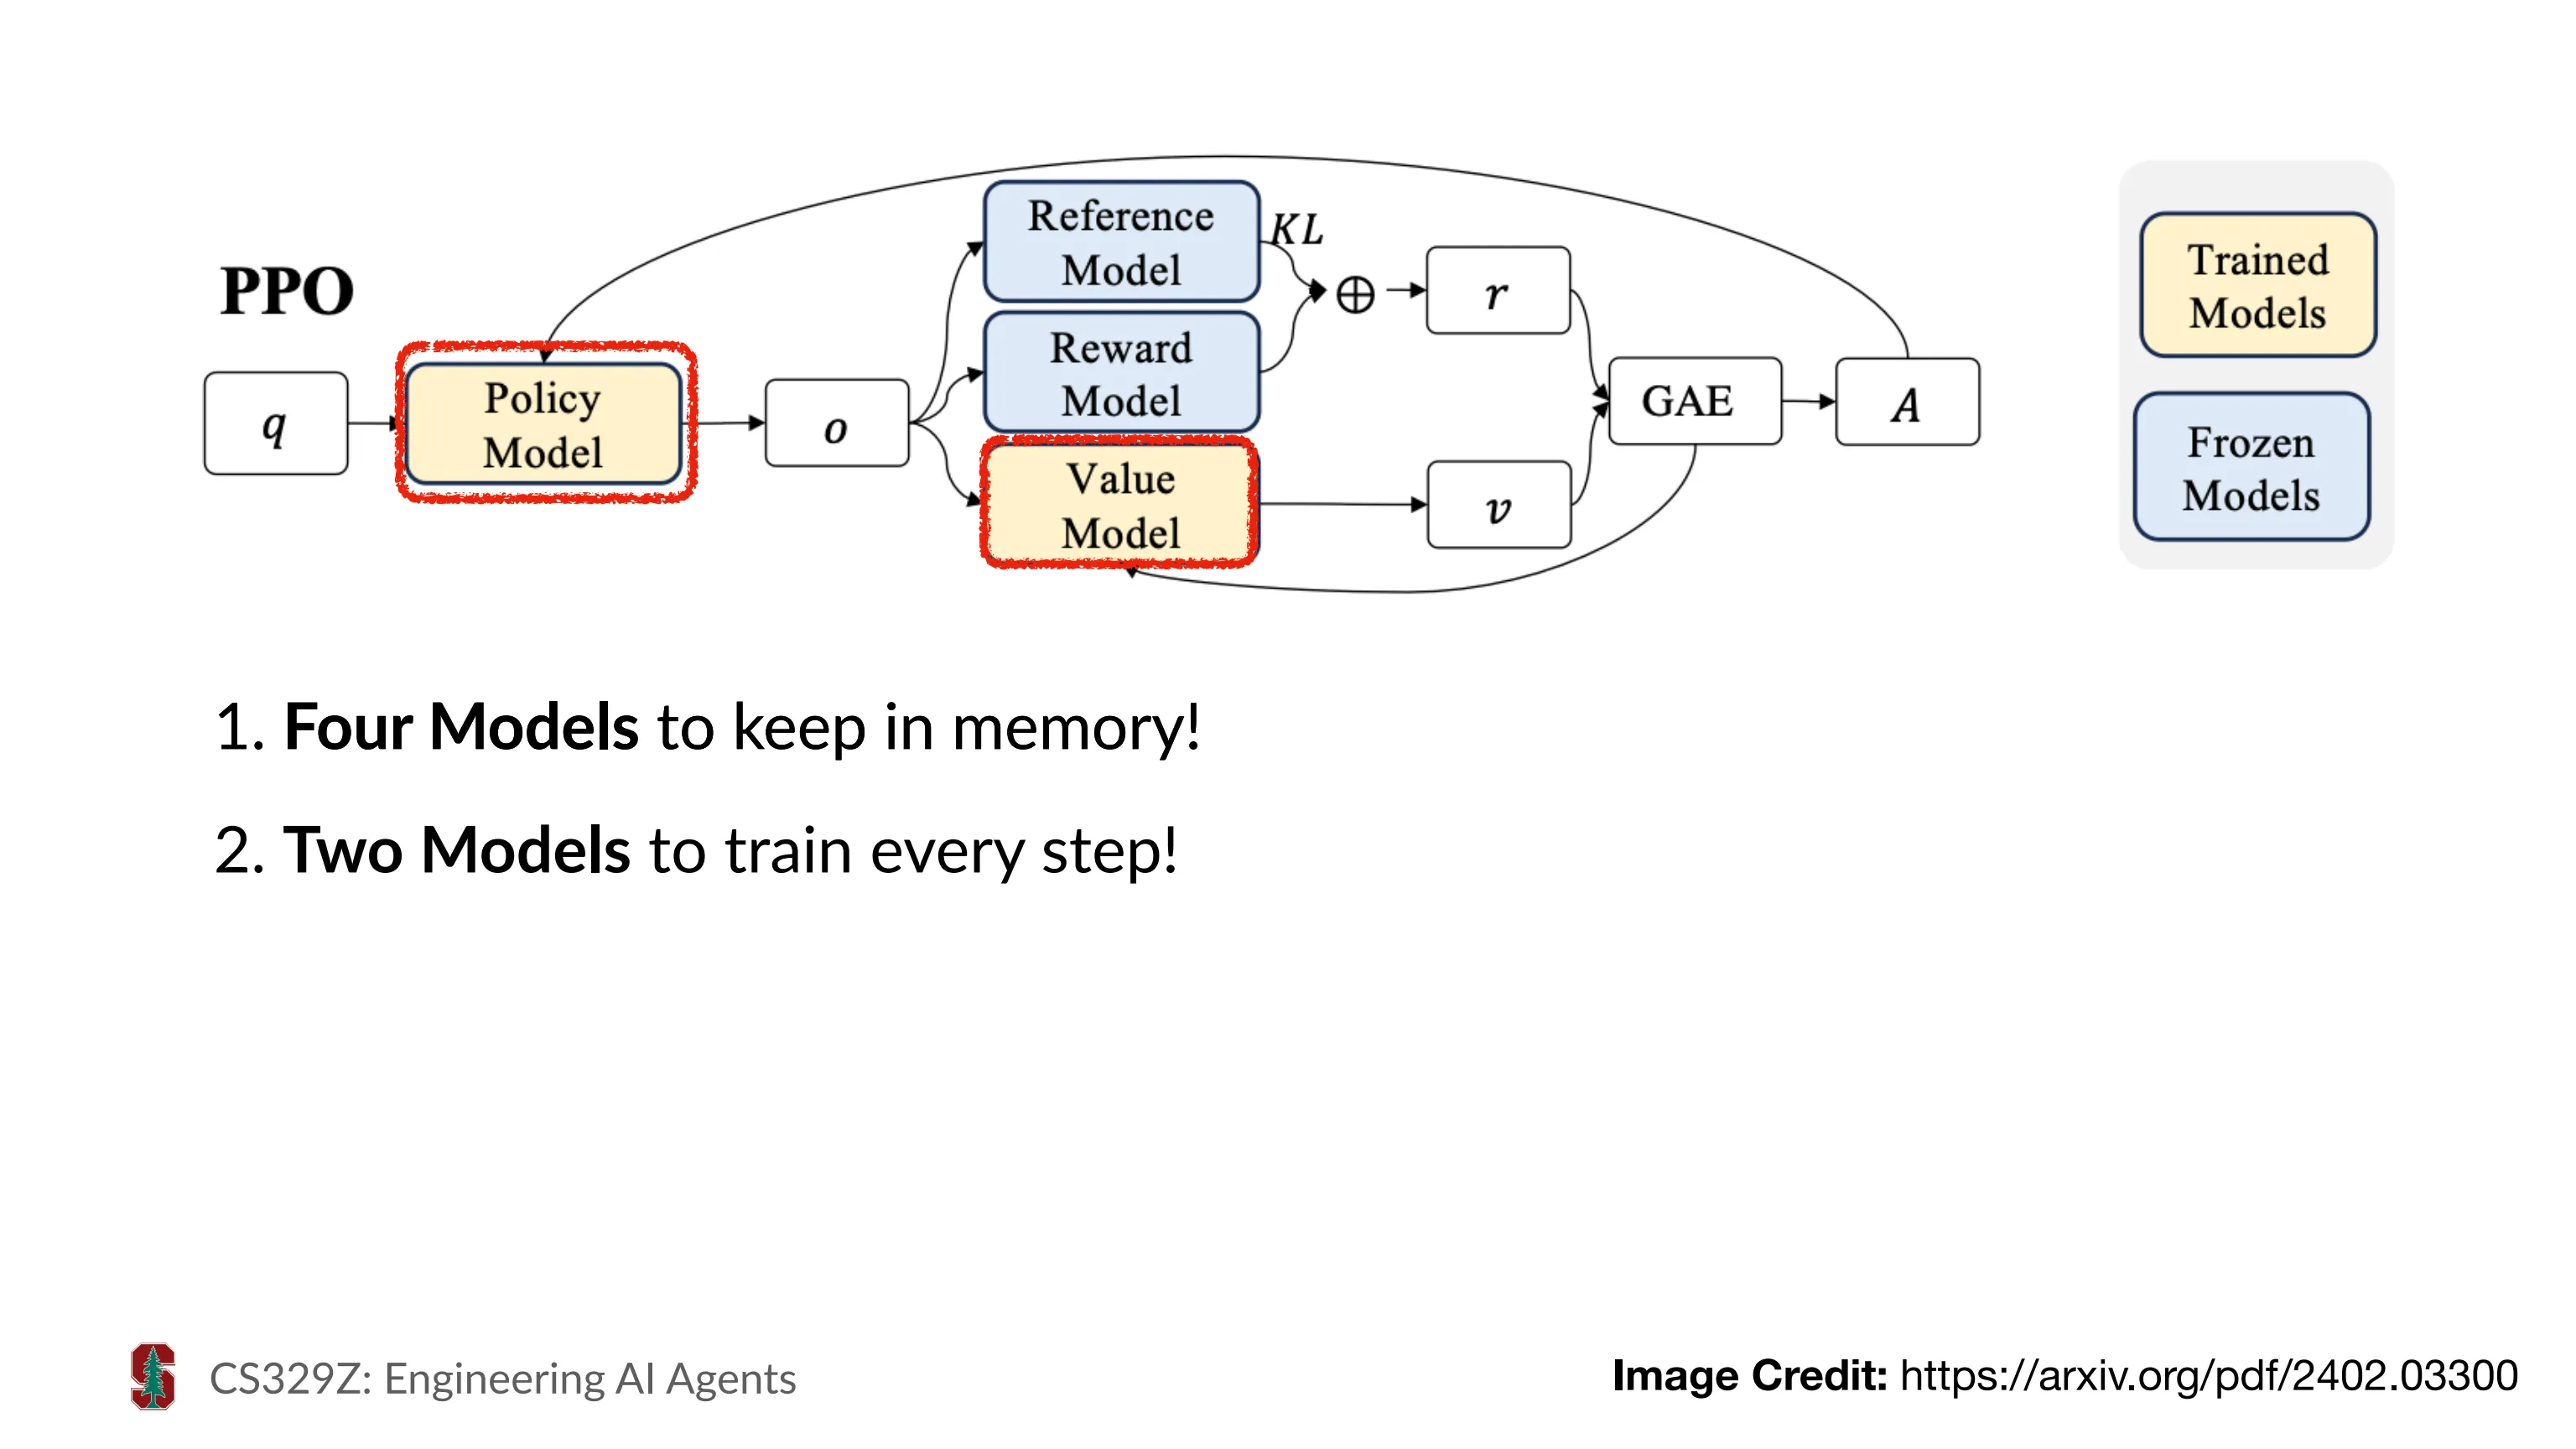 PPO
q
Policy
Model
o
Reference
Model
KL
Reward
Model
Value
Model
⊕
r
v
GAE
A
Trained
Models
Frozen
Models
1. Four Models to keep in memory!
2. Two Models to train every step!
CS329Z: Engineering AI Agents
Image Credit: https://arxiv.org/pdf/2402.03300